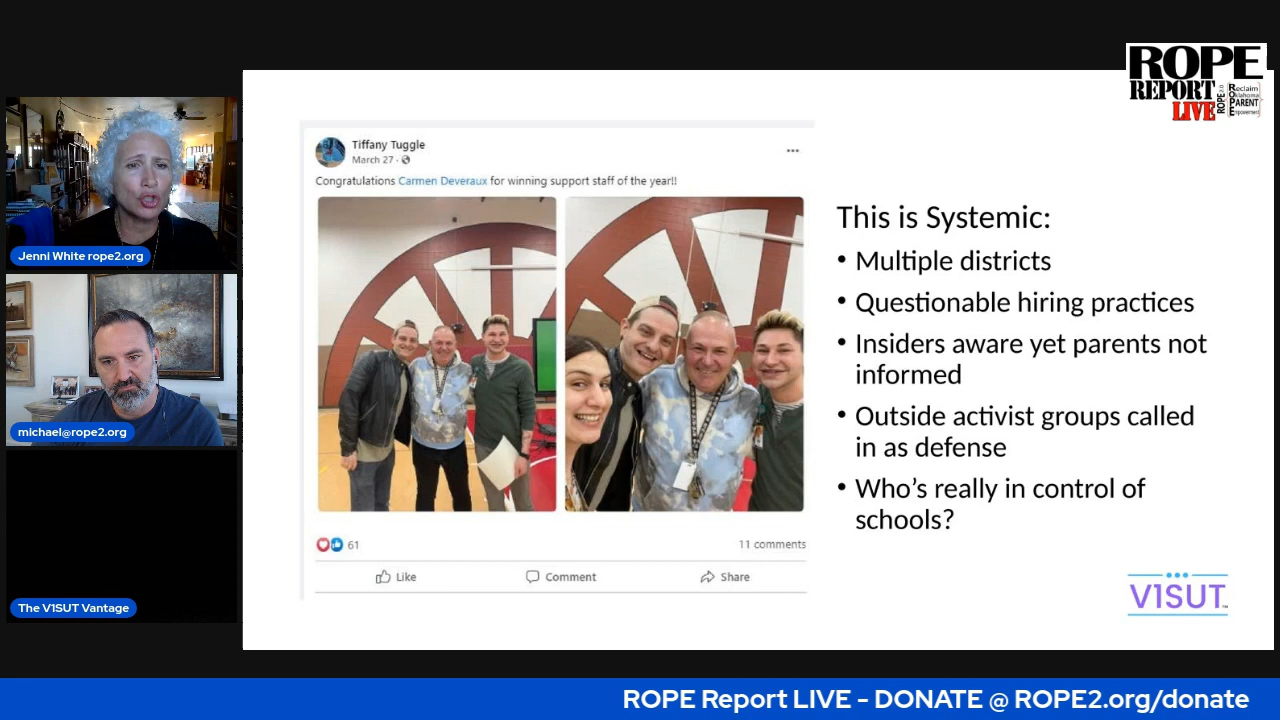 ROPE
REPORT
LIVE
ROPE2.0
Reclaim
Oklahoma
PARENT
Empowerment
Tiffany Tuggle
March 27 ·
Congratulations Carmen Deveraux for winning support staff of the year!!
61
11 comments
Like
Comment
Share
This is Systemic:
• Multiple districts
• Questionable hiring practices
• Insiders aware yet parents not
informed
• Outside activist groups called
in as defense
• Who's really in control of
schools?
V1SUT
Jenni White rope2.org
michael@rope2.org
The V1SUT Vantage
ROPE Report LIVE - DONATE @ ROPE2.org/donate